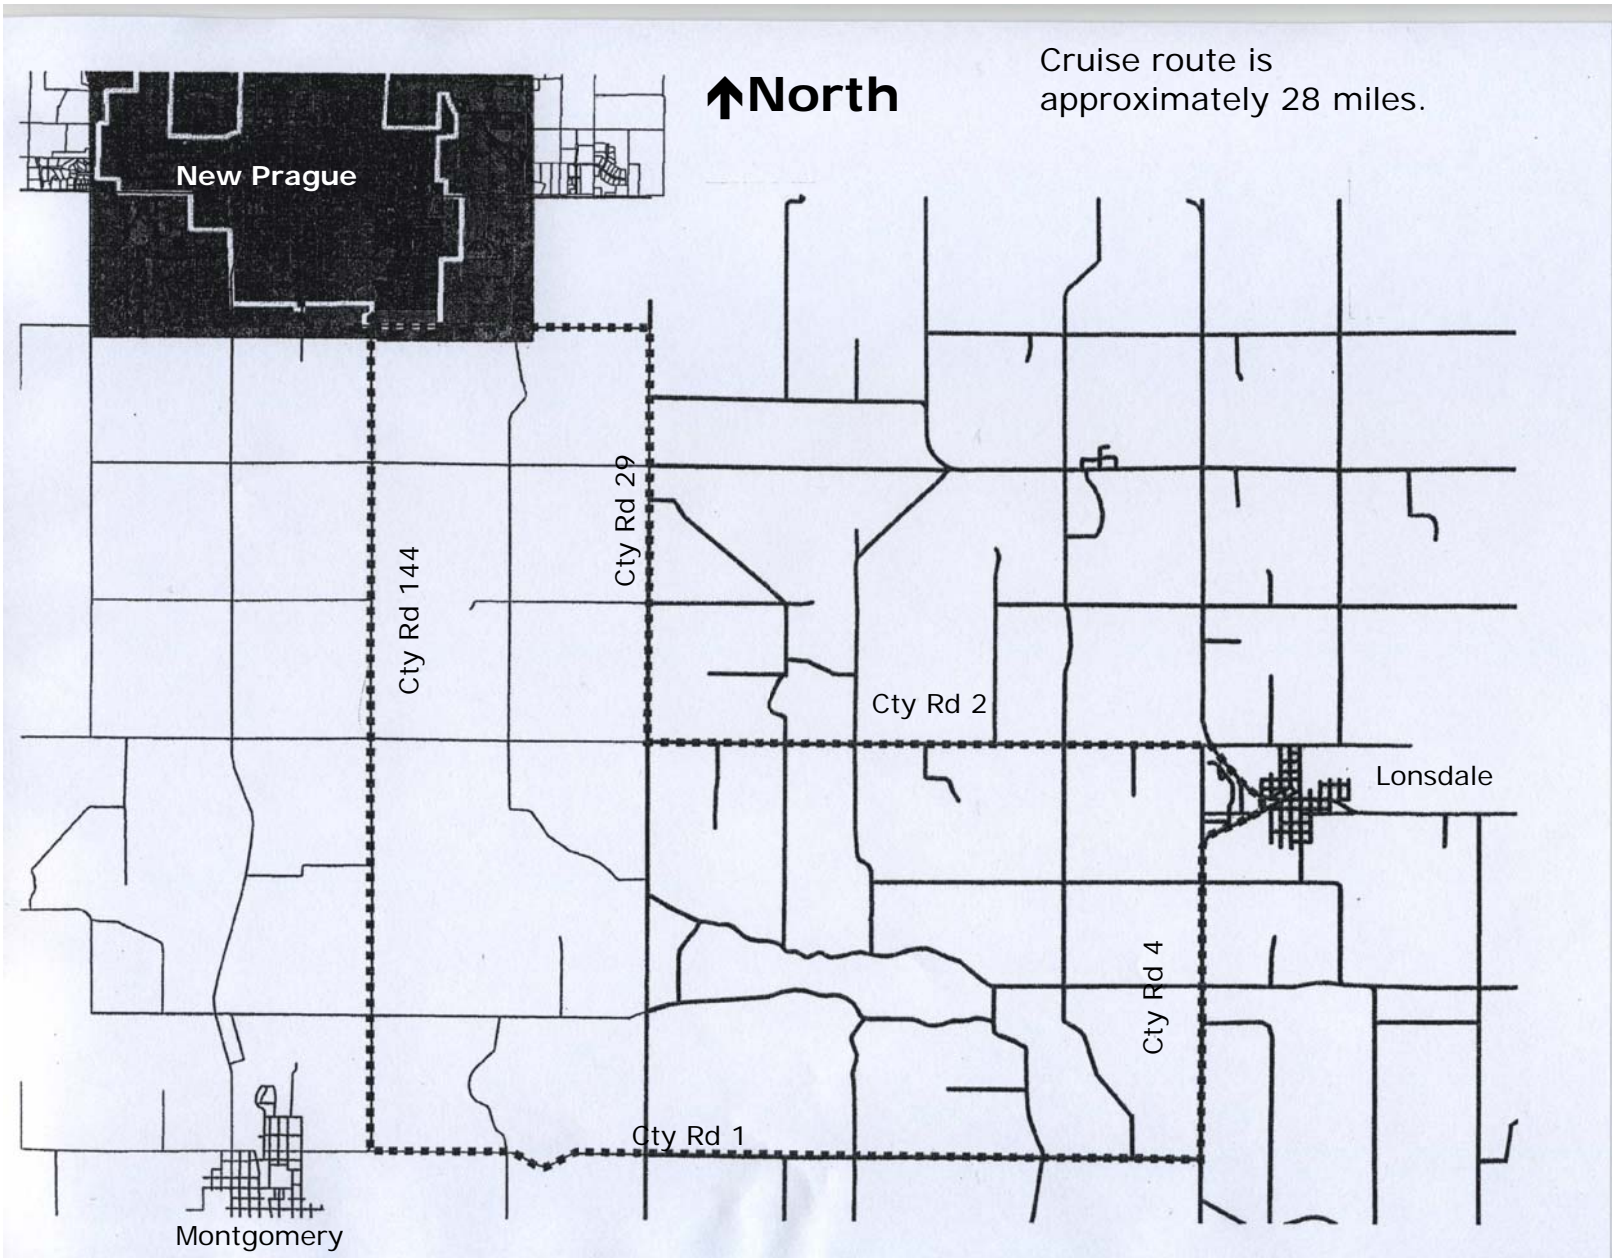 ↑North
Cruise route is
approximately 28 miles.
New Prague
Cty Rd 29
Cty Rd 144
Cty Rd 2
Lonsdale
Cty Rd 4
Cty Rd 1
Montgomery